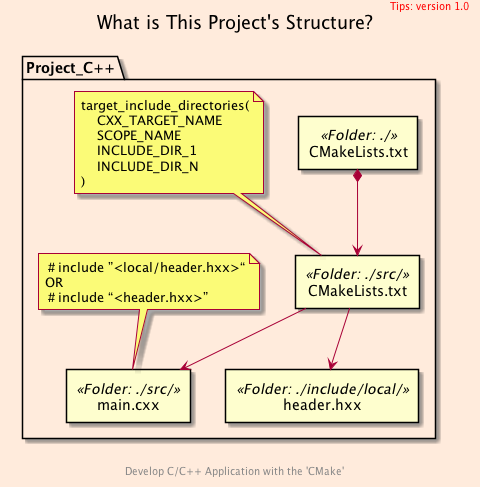 Tips: version 1.0
What is This Project's Structure?
Project_C++
target_include_directories(
CXX_TARGET_NAME
SCOPE_NAME
INCLUDE_DIR_1
INCLUDE_DIR_N
)
«Folder: ./»
CMakeLists.txt
# include ”<local/header.hxx>“
OR
# include “<header.hxx>”
«Folder: ./src/»
CMakeLists.txt
«Folder: ./src/»
main.cxx
«Folder: ./include/local/»
header.hxx
Develop C/C++ Application with the 'CMake'